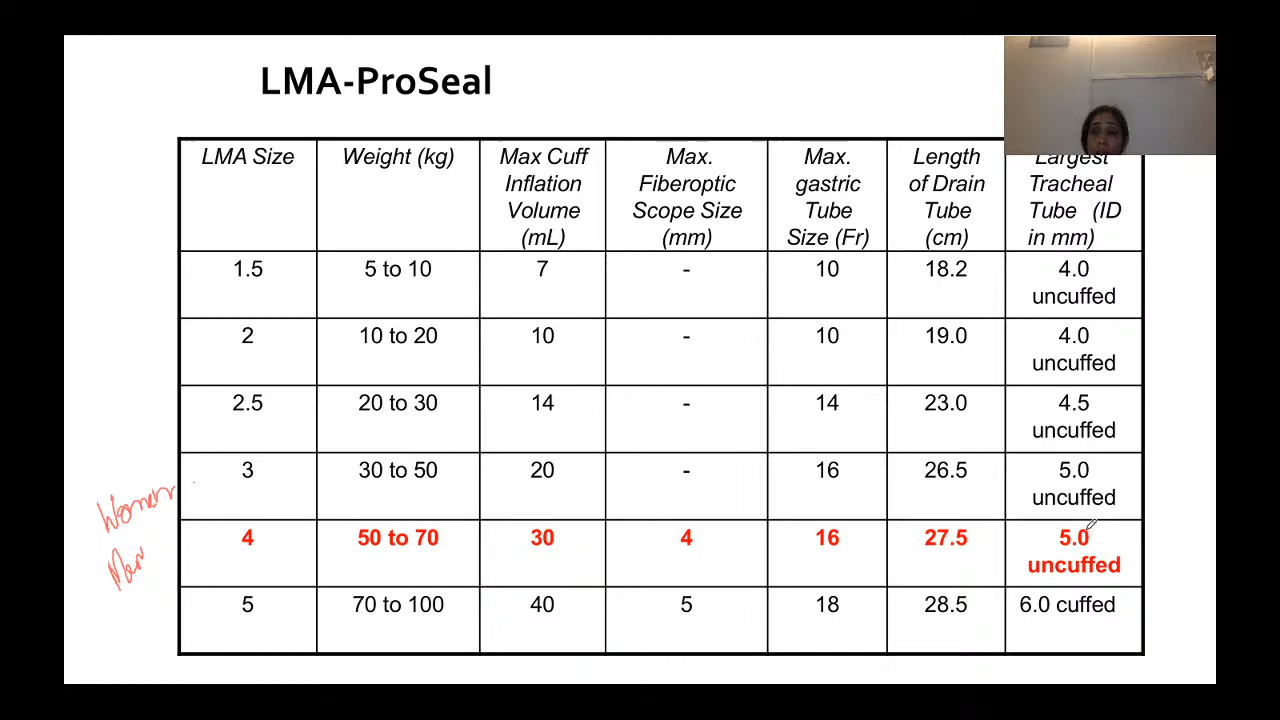 LMA-ProSeal
LMA Size Weight (kg) Max Cuff Inflation Volume (mL) Max. Fiberoptic Scope Size (mm) Max. gastric Tube Size (Fr) Length of Drain Tube (cm) Largest Tracheal Tube (ID in mm)
1.5 5 to 10 7 - 10 18.2 4.0 uncuffed
2 10 to 20 10 - 10 19.0 4.0 uncuffed
2.5 20 to 30 14 - 14 23.0 4.5 uncuffed
3 30 to 50 20 - 16 26.5 5.0 uncuffed
Women
4 50 to 70 30 4 16 27.5 5.0 uncuffed
Men
5 70 to 100 40 5 18 28.5 6.0 cuffed